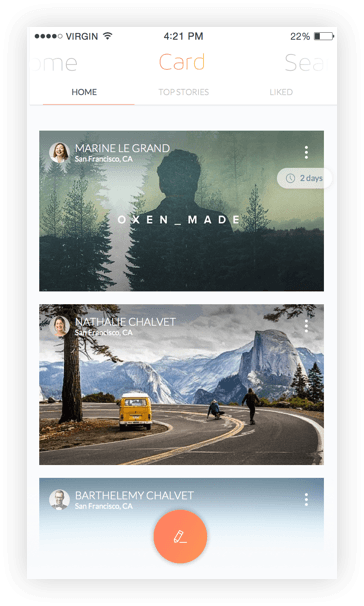 VIRGIN 4:21 PM 22%
ome Card Sea
HOME TOP STORIES LIKED
MARINE LE GRAND
San Francisco, CA
2 days
OXEN_MADE
NATHALIE CHALVET
San Francisco, CA
BARTHELEMY CHALVET
San Francisco, CA